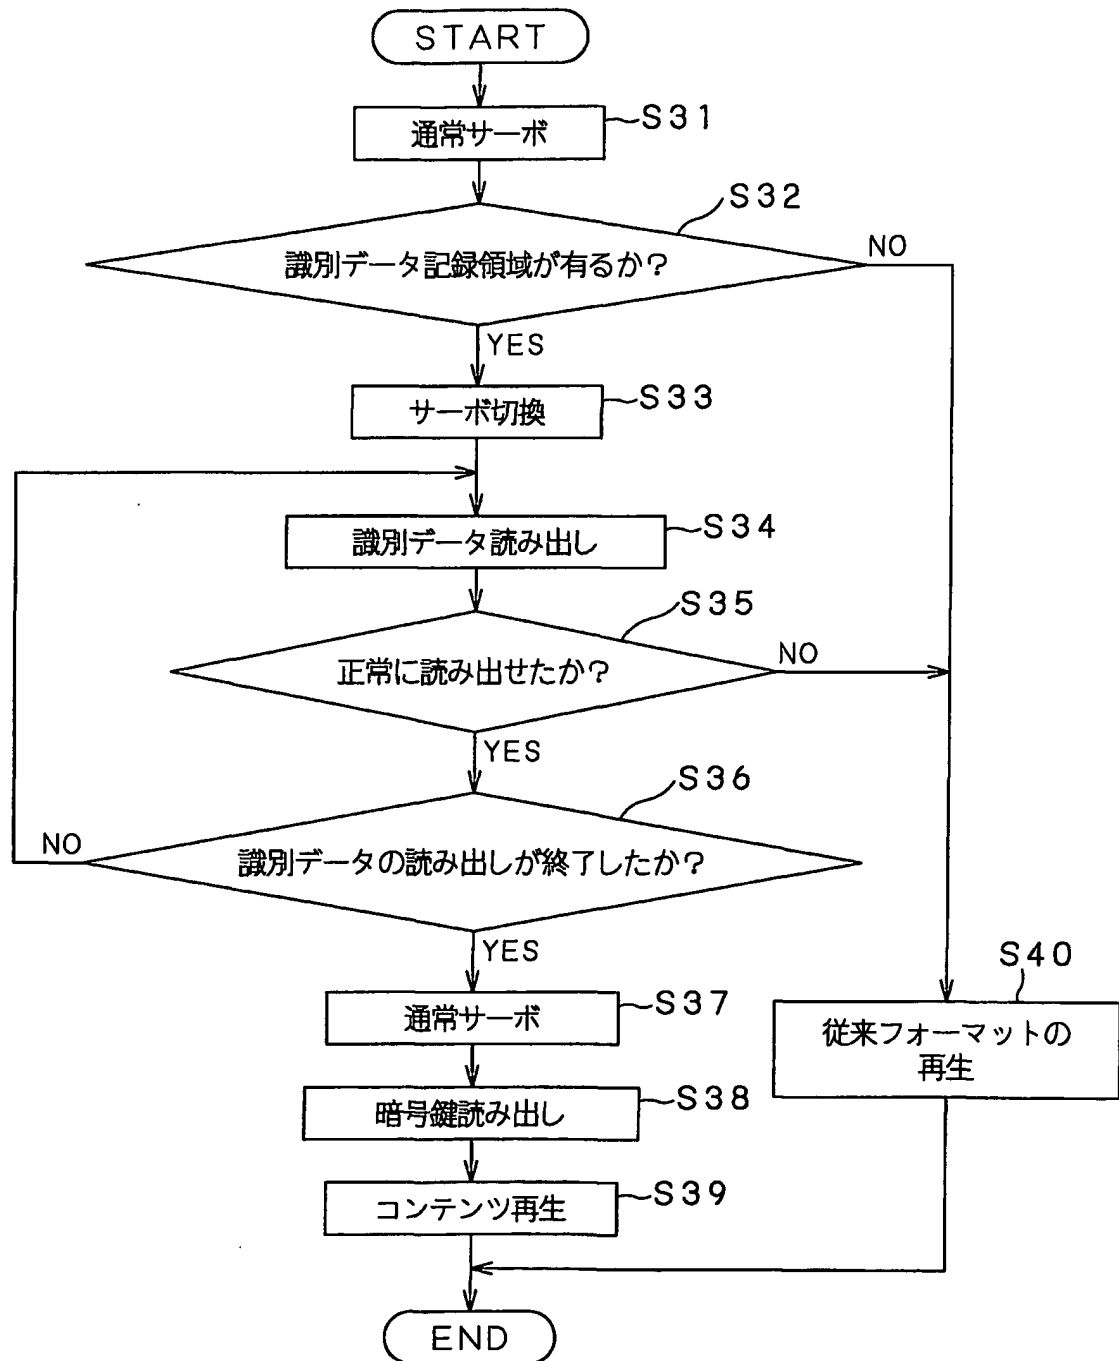 START
通常サーボ
S31
識別データ記録領域が有るか？
S32
NO
YES
サーボ切換
S33
識別データ読み出し
S34
正常に読み出せたか？
S35
NO
YES
識別データの読み出しが終了したか？
S36
NO
YES
通常サーボ
S37
S40
従来フォーマットの
再生
暗号鍵読み出し
S38
コンテンツ再生
S39
END